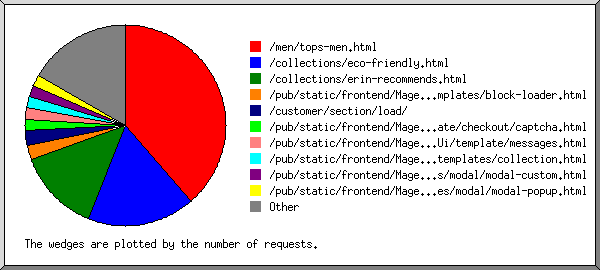 /men/tops-men.html
/collections/eco-friendly.html
/collections/erin-recommends.html
/pub/static/frontend/Mage...mplates/block-loader.html
/customer/section/load/
/pub/static/frontend/Mage...ate/checkout/captcha.html
/pub/static/frontend/Mage...Ui/template/messages.html
/pub/static/frontend/Mage...templates/collection.html
/pub/static/frontend/Mage...s/modal/modal-custom.html
/pub/static/frontend/Mage...es/modal/modal-popup.html
Other
The wedges are plotted by the number of requests.